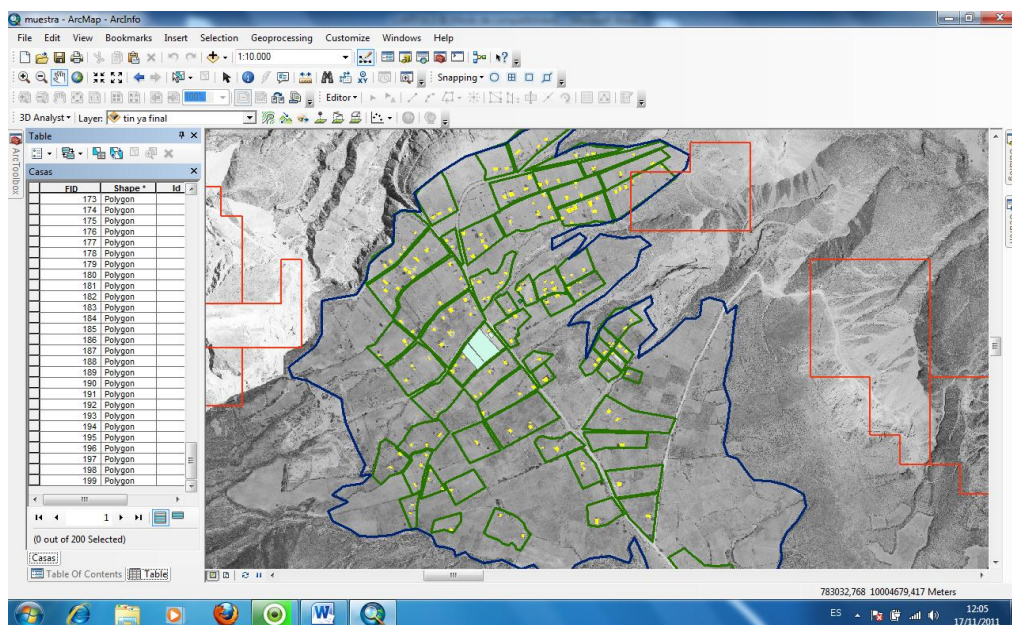 muestra - ArcMap - ArcInfo
File Edit View Bookmarks Insert Selection Geoprocessing Customize Windows Help
1:10.000
Snapping
100%
Editor
3D Analyst Layer: tin ya final
Table
ArcToolbox
Casas
FID Shape * Id
173 Polygon
174 Polygon
175 Polygon
176 Polygon
177 Polygon
178 Polygon
179 Polygon
180 Polygon
181 Polygon
182 Polygon
183 Polygon
184 Polygon
185 Polygon
186 Polygon
187 Polygon
188 Polygon
189 Polygon
190 Polygon
191 Polygon
192 Polygon
193 Polygon
194 Polygon
195 Polygon
196 Polygon
197 Polygon
198 Polygon
199 Polygon
1
(0 out of 200 Selected)
Casas
Table Of Contents Table
783032,768 10004679,417 Meters
ES
12:05
17/11/2011